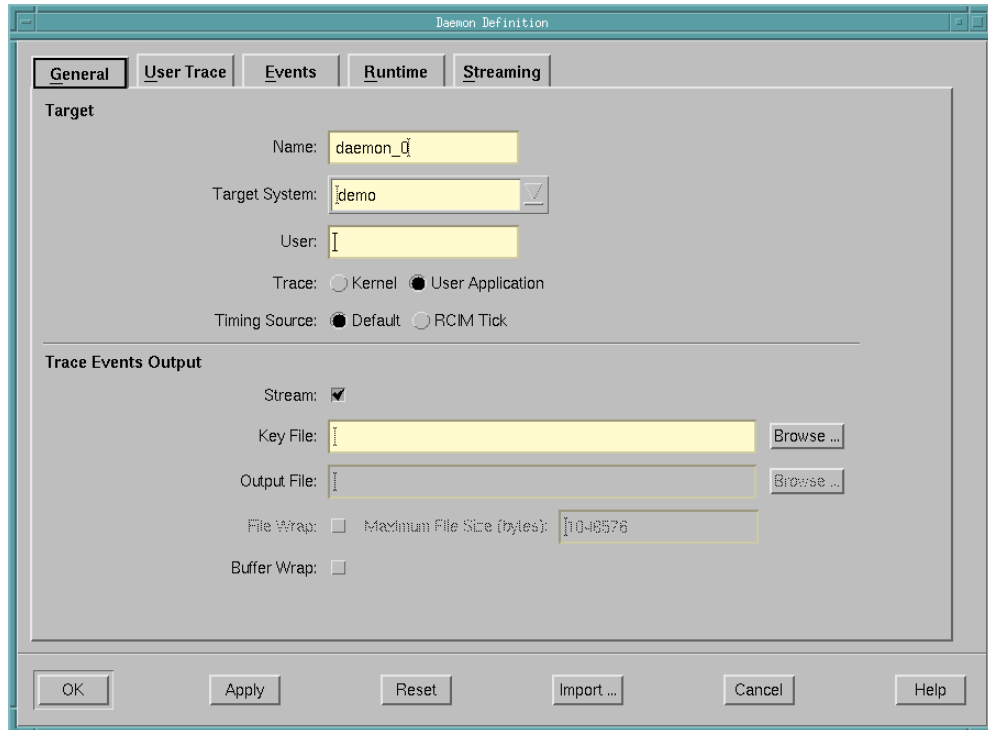 Daemon Definition
General User Trace Events Runtime Streaming
Target
Name: daemon_0
Target System: demo
User:
Trace: Kernel User Application
Timing Source: Default RCIM Tick
Trace Events Output
Stream:
Key File: Browse ...
Output File: Browse ...
File Wrap: Maximum File Size (bytes): 1048576
Buffer Wrap:
OK Apply Reset Import ... Cancel Help